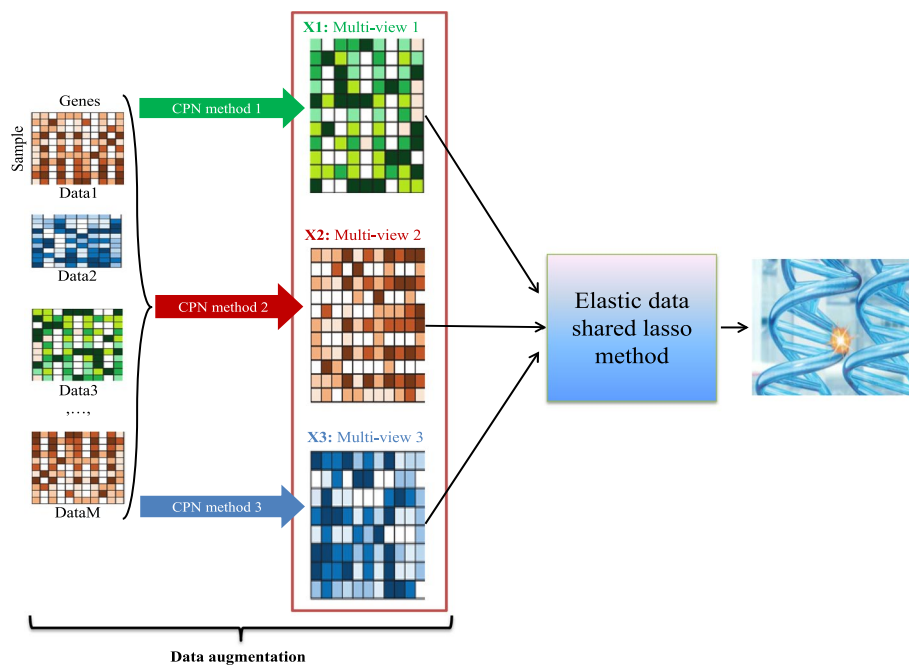 Genes
Sample
Data1
Data2
Data3
,...,
DataM
CPN method 1
CPN method 2
CPN method 3
X1: Multi-view 1
X2: Multi-view 2
X3: Multi-view 3
Elastic data
shared lasso
method
Data augmentation